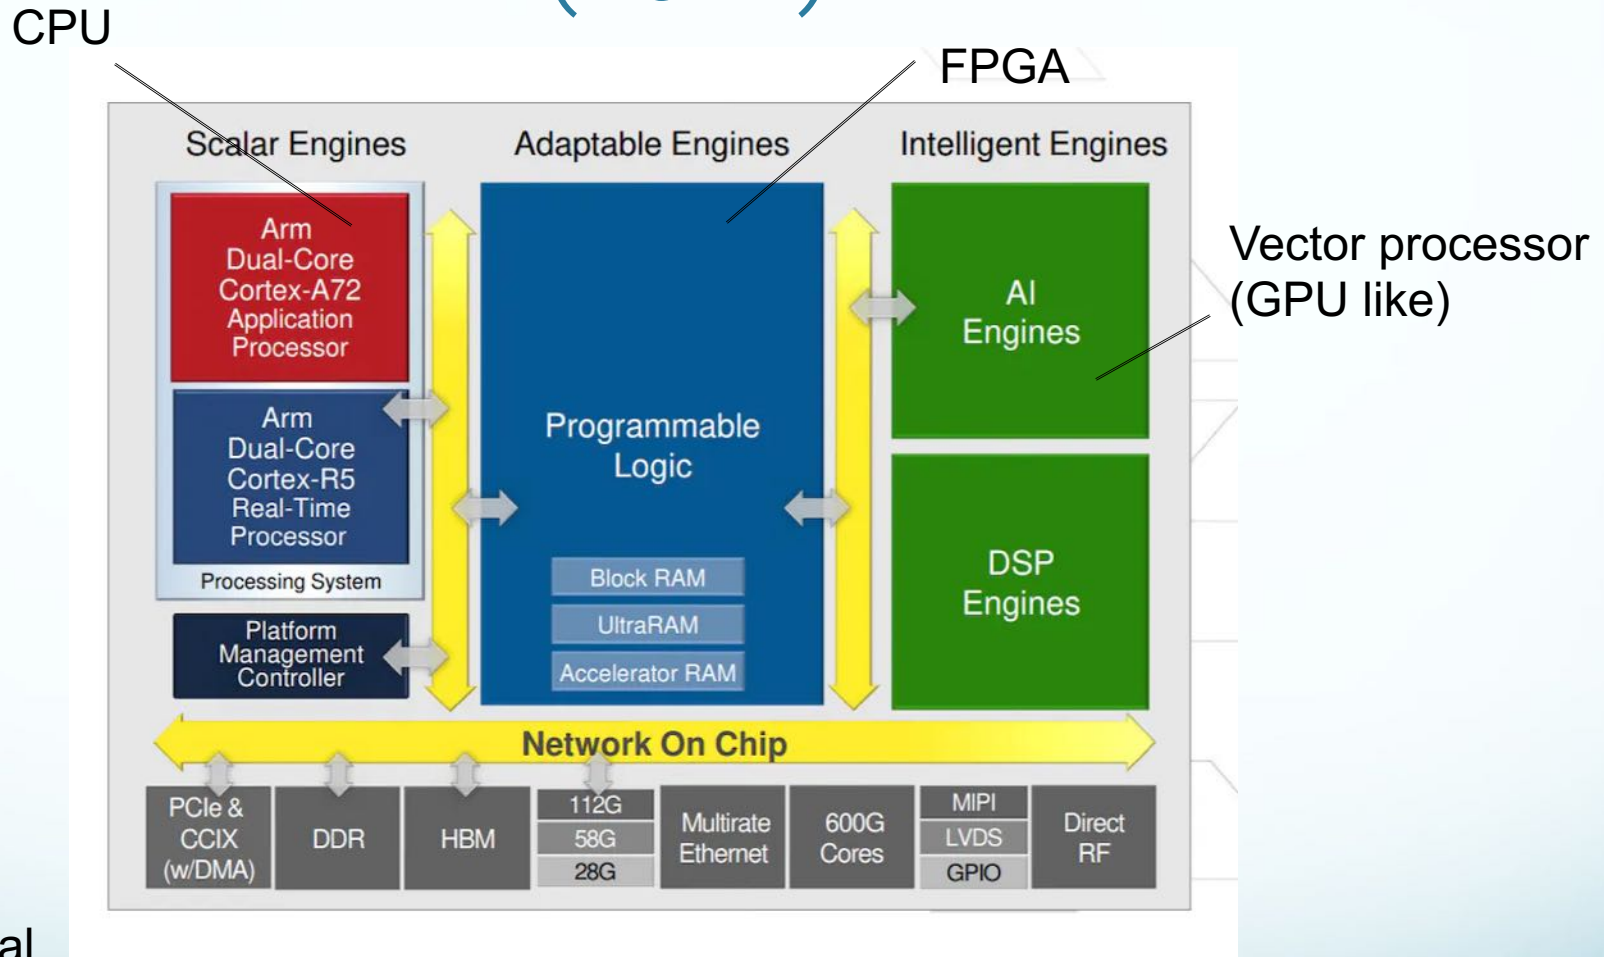 CPU
FPGA
Scalar Engines
Adaptable Engines
Intelligent Engines
Arm
Dual-Core
Cortex-A72
Application
Processor
Arm
Dual-Core
Cortex-R5
Real-Time
Processor
Processing System
Platform
Management
Controller
Programmable
Logic
Block RAM
UltraRAM
Accelerator RAM
AI
Engines
DSP
Engines
Vector processor
(GPU like)
Network On Chip
PCIe &
CCIX
(w/DMA)
DDR
HBM
112G
58G
28G
Multirate
Ethernet
600G
Cores
MIPI
LVDS
GPIO
Direct
RF
al